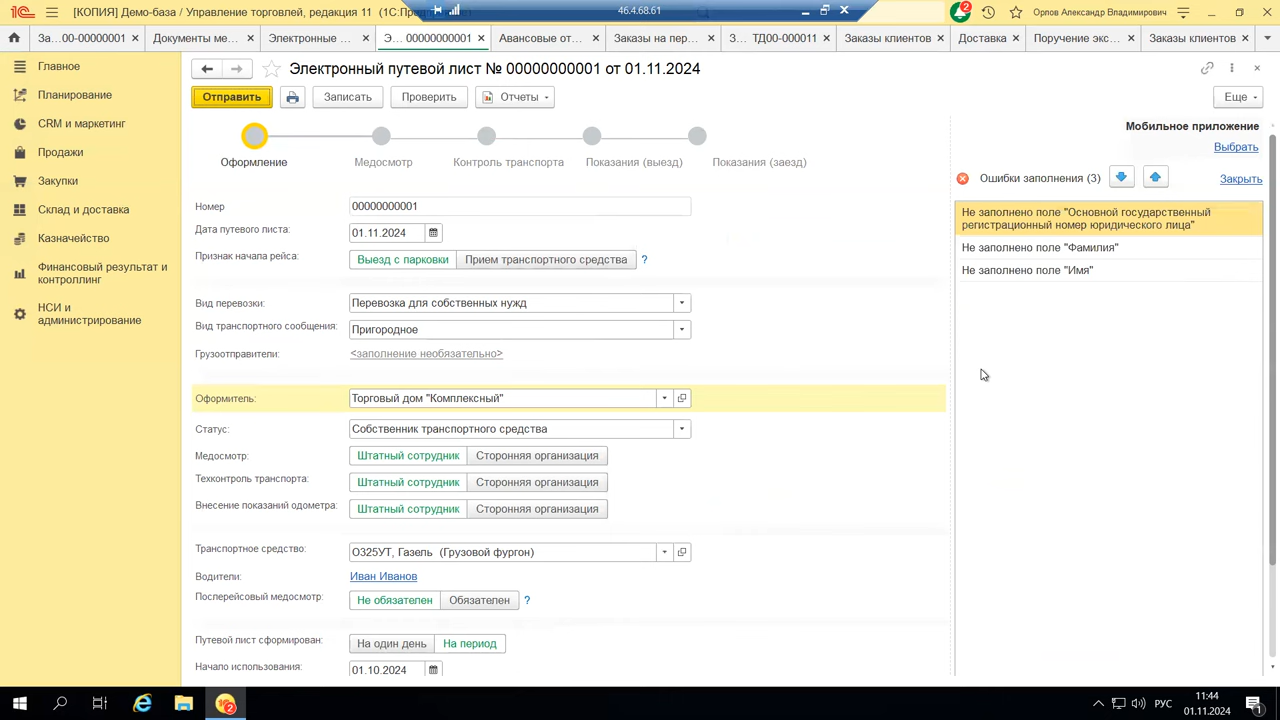 [КОПИЯ] Демо-база / Управление торговлей, редакция 11 (1С:Пред
46.4.68.61
2
Орлов Александр Владимирович
За...00-00000001
Документы ме...
Электронные ...
Э... 00000000001
Авансовые от...
Заказы на пер...
З... ТД00-000011
Заказы клиентов
Доставка
Поручение экс...
Заказы клиентов
Главное
Планирование
CRM и маркетинг
Продажи
Закупки
Склад и доставка
Казначейство
Финансовый результат и
контроллинг
НСИ и
администрирование
Электронный путевой лист № 00000000001 от 01.11.2024
Отправить
Записать
Проверить
Отчеты
Еще
Оформление
Медосмотр
Контроль транспорта
Показания (выезд)
Показания (заезд)
Номер
00000000001
Дата путевого листа:
01.11.2024
Признак начала рейса:
Выезд с парковки
Прием транспортного средства
?
Вид перевозки:
Перевозка для собственных нужд
Вид транспортного сообщения:
Пригородное
Грузоотправители:
<заполнение необязательно>
Оформитель:
Торговый дом "Комплексный"
Статус:
Собственник транспортного средства
Медосмотр:
Штатный сотрудник
Сторонняя организация
Техконтроль транспорта:
Штатный сотрудник
Сторонняя организация
Внесение показаний одометра:
Штатный сотрудник
Сторонняя организация
Транспортное средство:
О325УТ, Газель (Грузовой фургон)
Водители:
Иван Иванов
Послерейсовый медосмотр:
Не обязателен
Обязателен
?
Путевой лист сформирован:
На один день
На период
Начало использования:
01.10.2024
Мобильное приложение
Выбрать
Ошибки заполнения (3)
Закрыть
Не заполнено поле "Основной государственный
регистрационный номер юридического лица"
Не заполнено поле "Фамилия"
Не заполнено поле "Имя"
2
РУС
11:44
01.11.2024
1